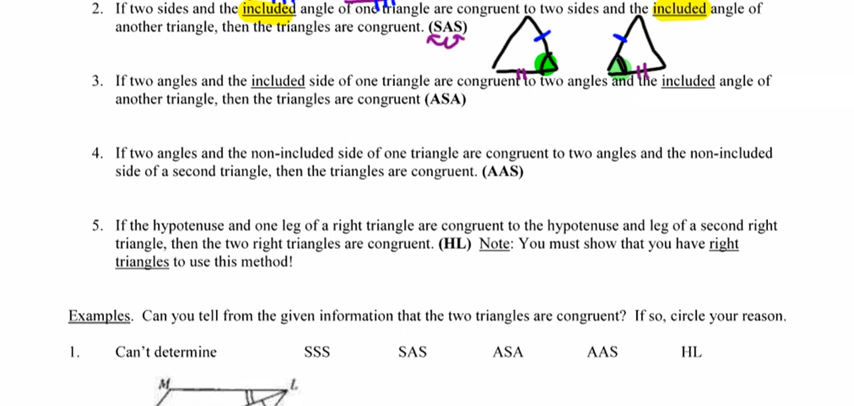 2. If two sides and the included angle of one triangle are congruent to two sides and the included angle of
another triangle, then the triangles are congruent. (SAS)
3. If two angles and the included side of one triangle are congruent to two angles and the included angle of
another triangle, then the triangles are congruent (ASA)
4. If two angles and the non-included side of one triangle are congruent to two angles and the non-included
side of a second triangle, then the triangles are congruent. (AAS)
5. If the hypotenuse and one leg of a right triangle are congruent to the hypotenuse and leg of a second right
triangle, then the two right triangles are congruent. (HL) Note: You must show that you have right
triangles to use this method!
Examples. Can you tell from the given information that the two triangles are congruent? If so, circle your reason.
1. Can't determine SSS SAS ASA AAS HL
M L